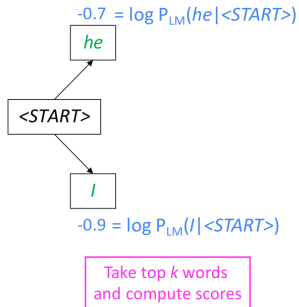 -0.7 = log P_LM(he|<START>)
he
<START>
I
-0.9 = log P_LM(I|<START>)
Take top k words
and compute scores